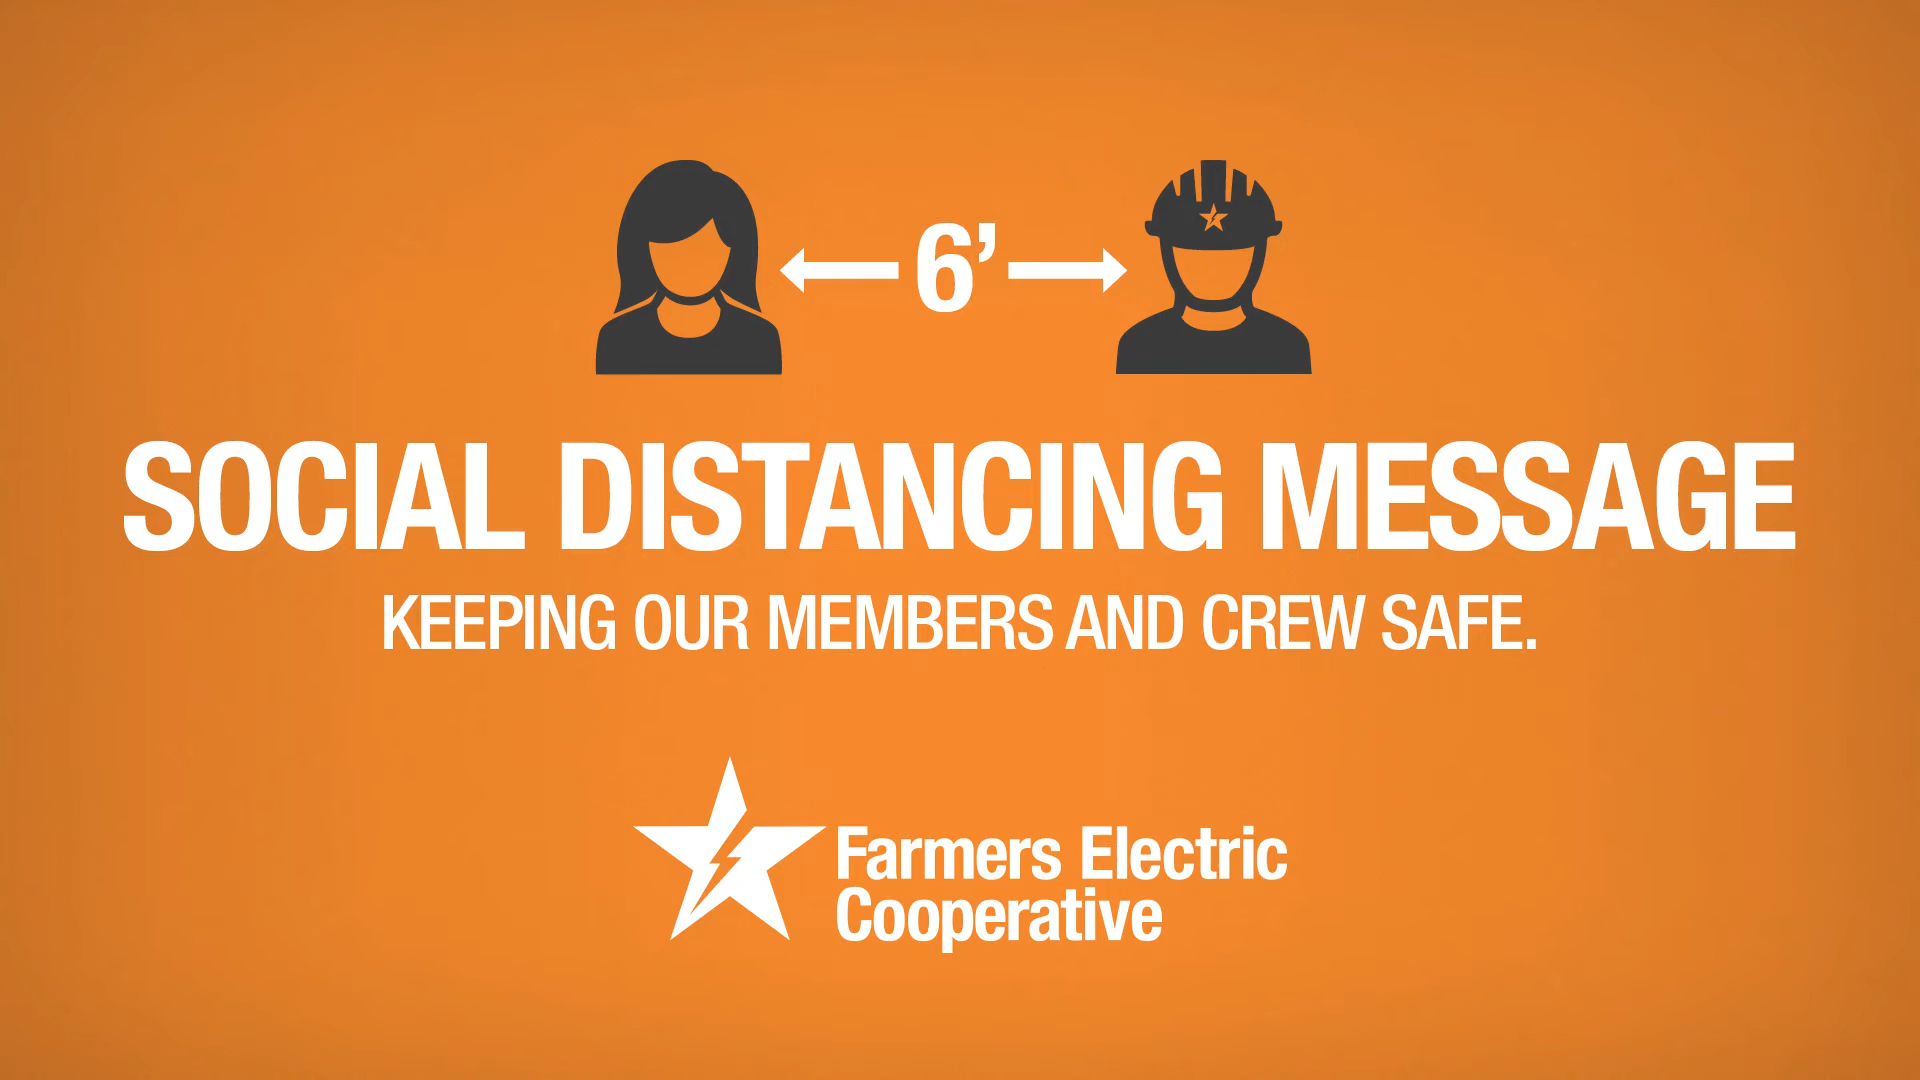 6’
SOCIAL DISTANCING MESSAGE
KEEPING OUR MEMBERS AND CREW SAFE.
Farmers Electric
Cooperative